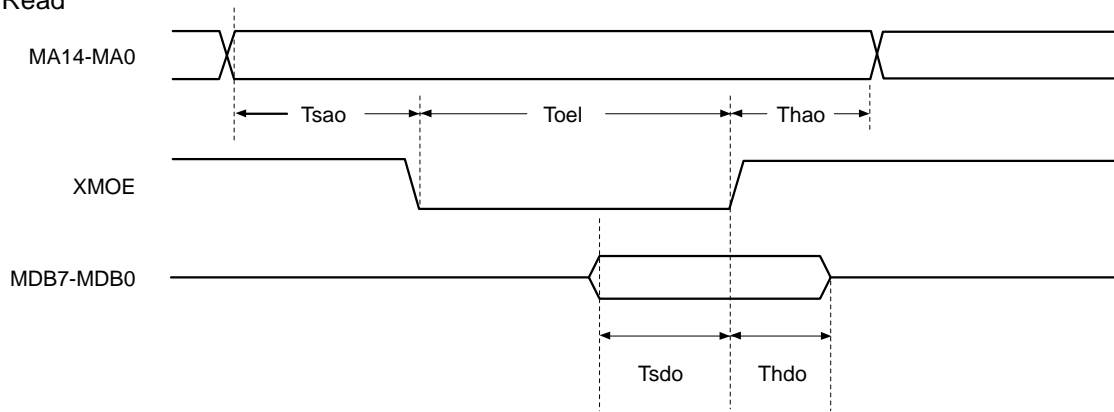 Read
MA14-MA0
Tsao Toel Thao
XMOE
MDB7-MDB0
Tsdo Thdo